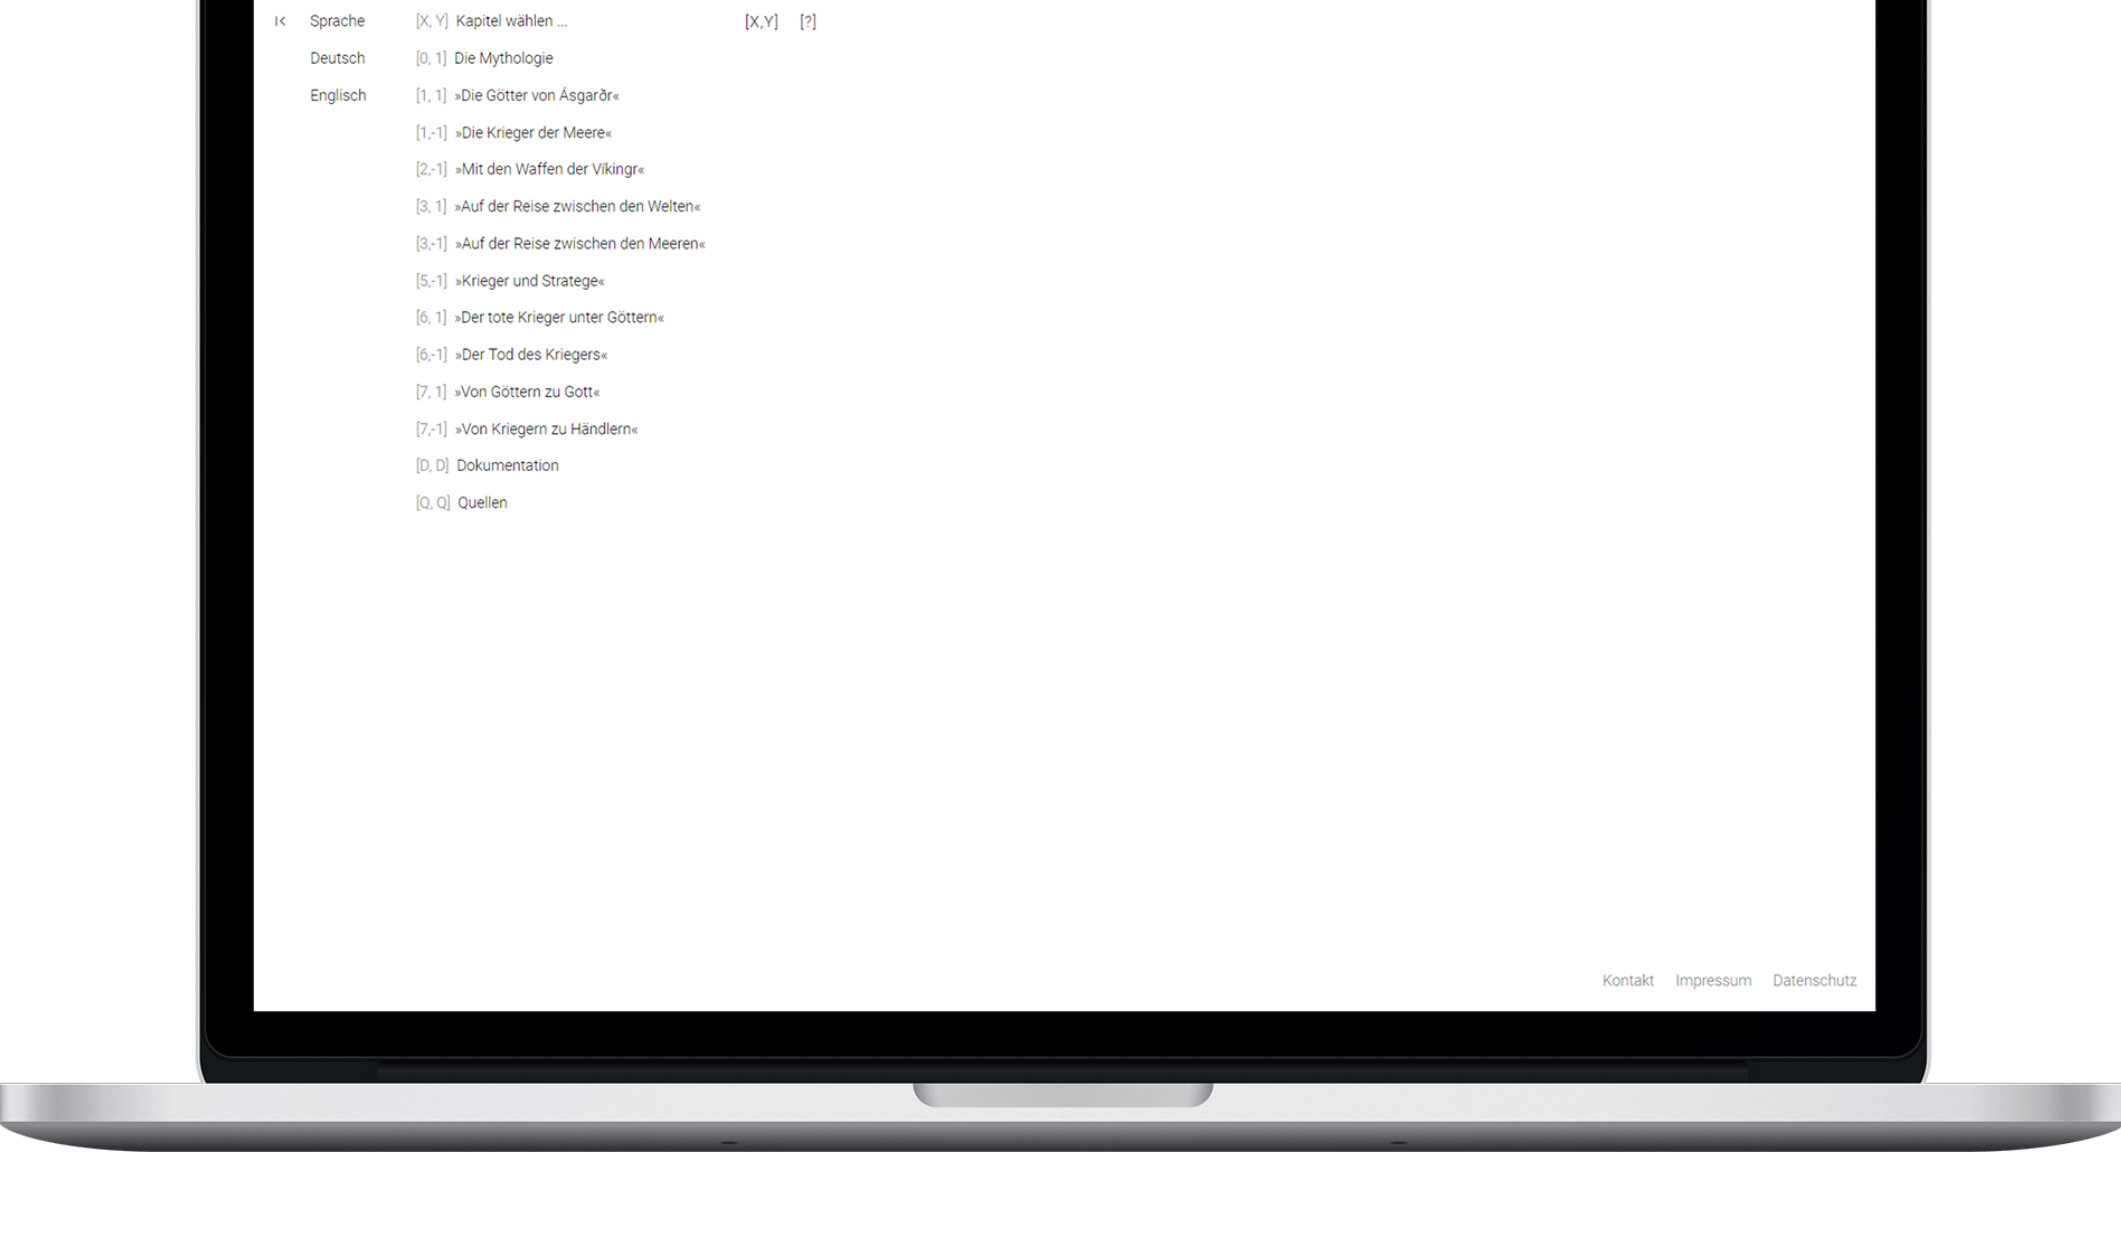 Sprache [X, Y] Kapitel wählen ... [X,Y] [?]
Deutsch [0, 1] Die Mythologie
Englisch [1, 1] »Die Götter von Ásgarðr«
[1,-1] »Die Krieger der Meere«
[2,-1] »Mit den Waffen der Víkingr«
[3, 1] »Auf der Reise zwischen den Welten«
[3,-1] »Auf der Reise zwischen den Meeren«
[5,-1] »Krieger und Stratege«
[6, 1] »Der tote Krieger unter Göttern«
[6,-1] »Der Tod des Kriegers«
[7, 1] »Von Göttern zu Gott«
[7,-1] »Von Kriegern zu Händlern«
[D, D] Dokumentation
[Q, Q] Quellen
Kontakt Impressum Datenschutz